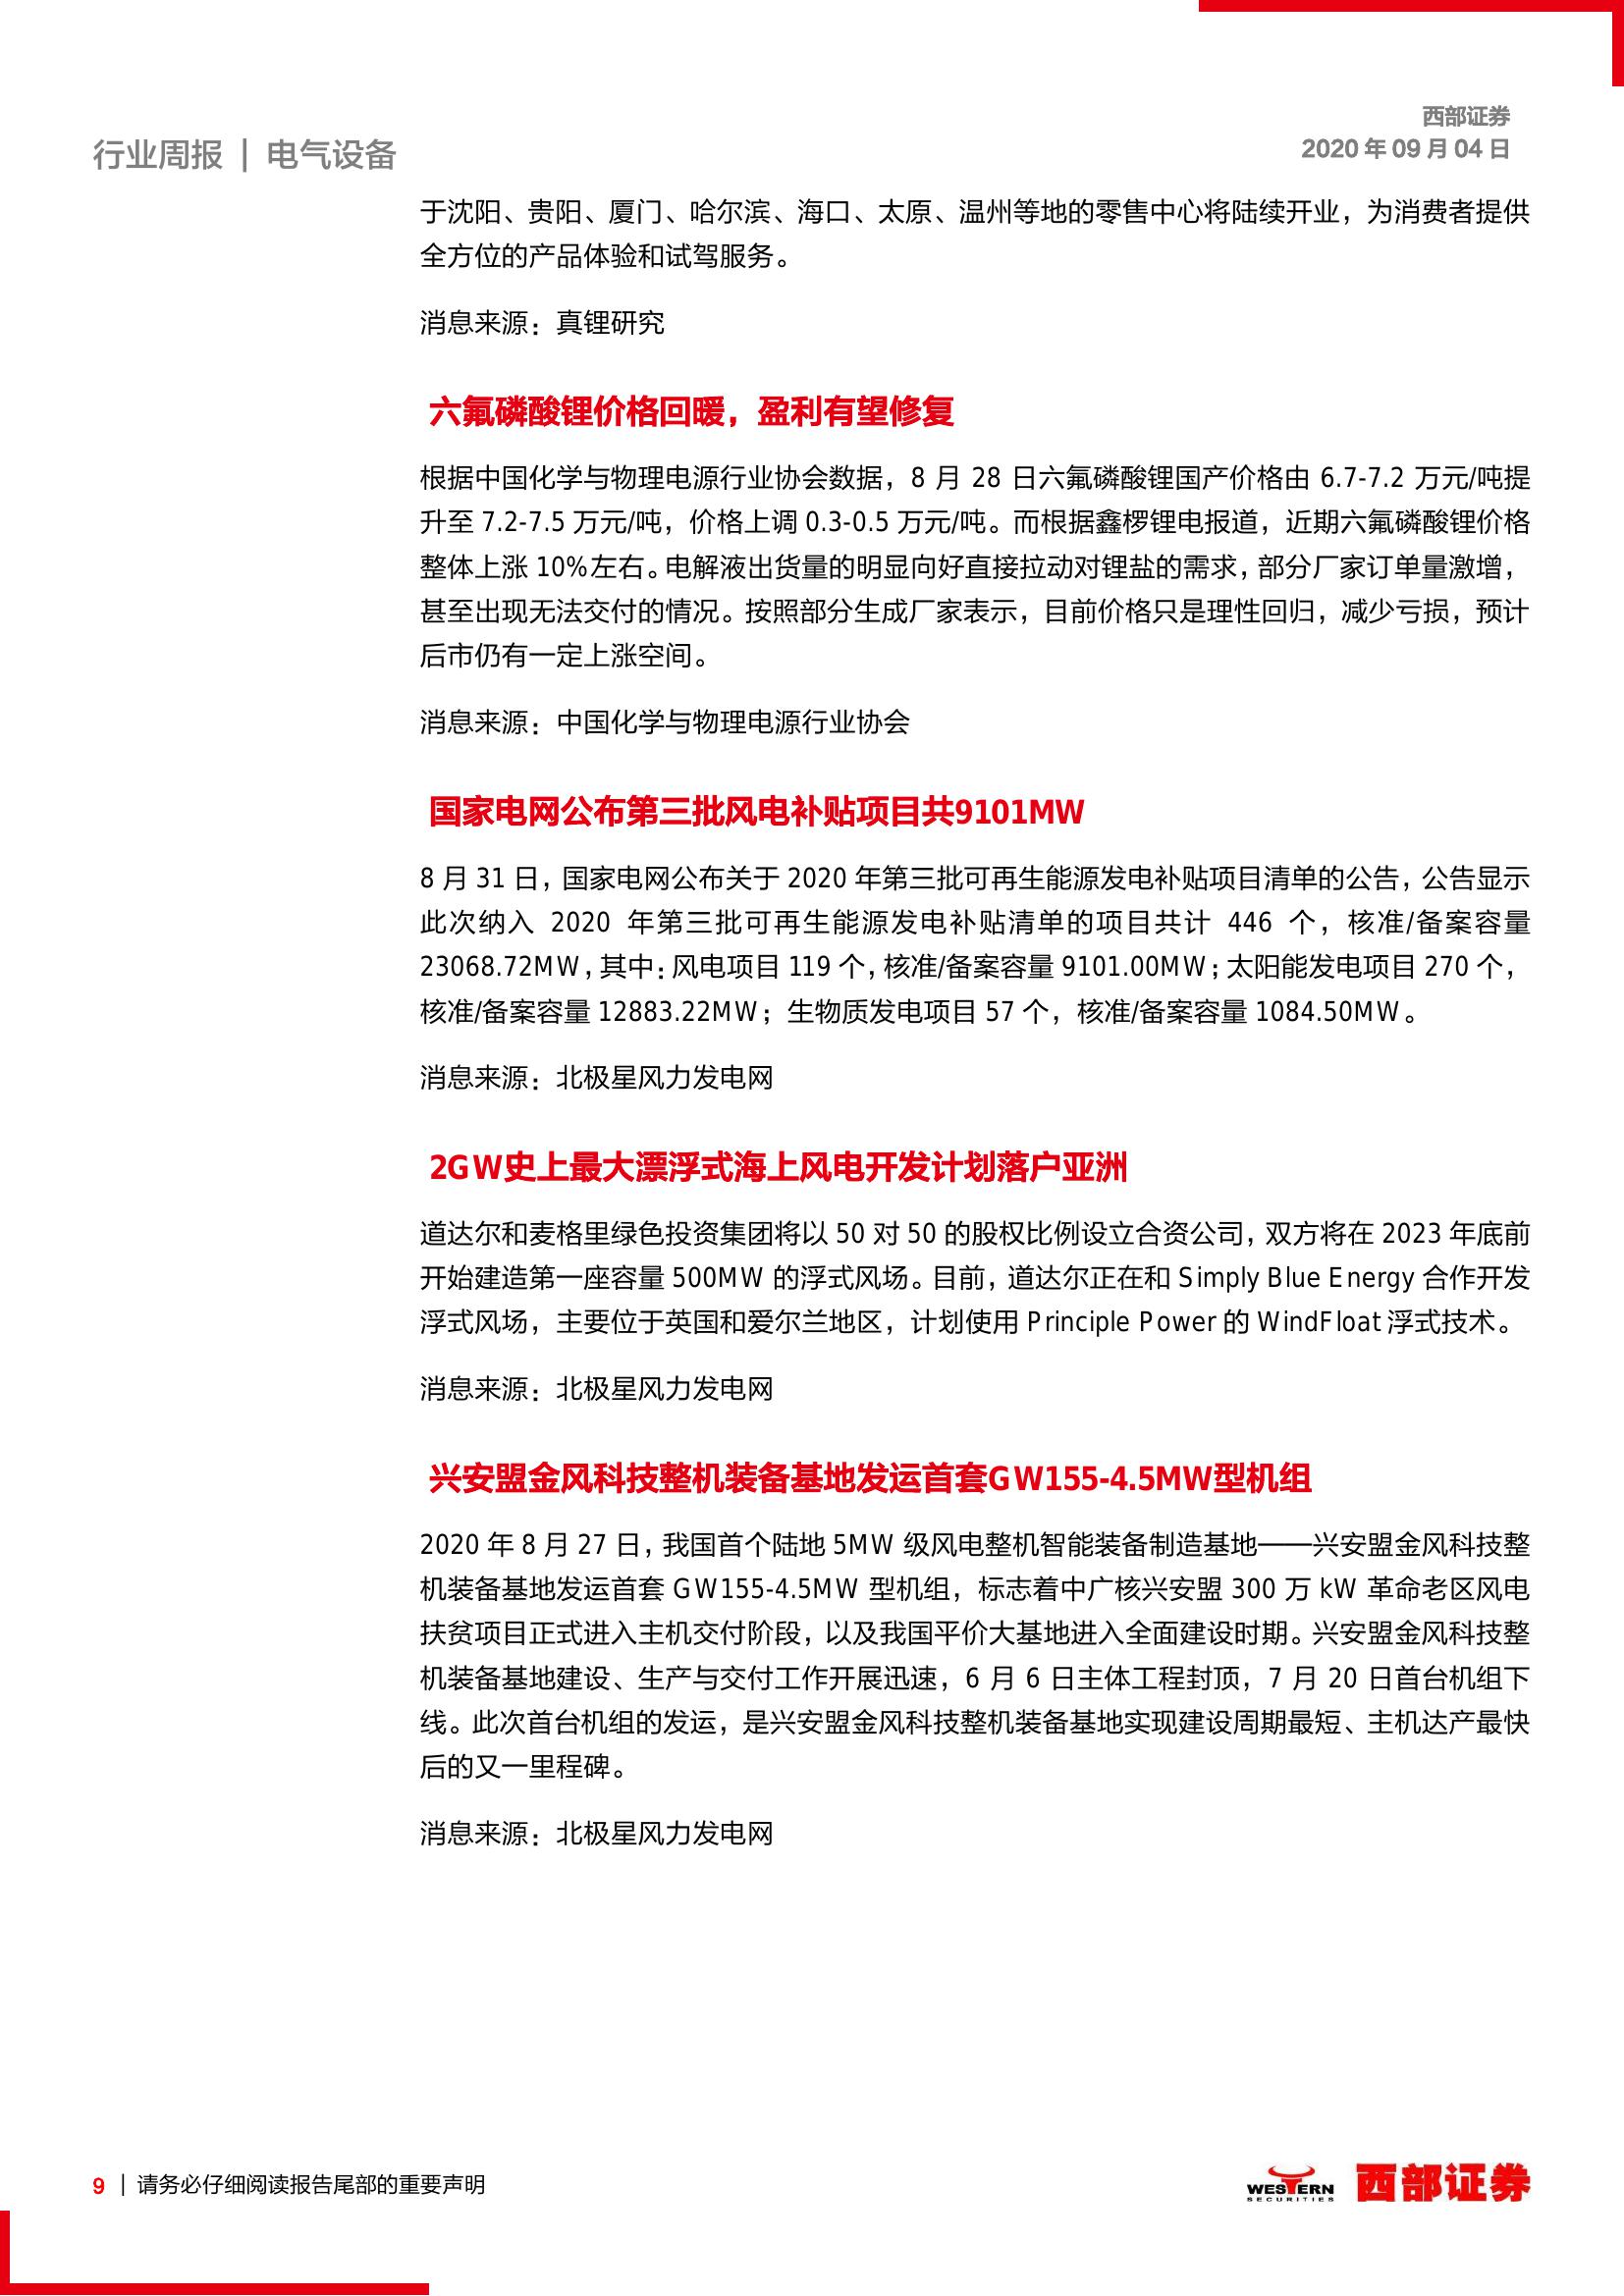 西部证券
2020 年 09 月 04 日
行业周报 | 电气设备
于沈阳、贵阳、厦门、哈尔滨、海口、太原、温州等地的零售中心将陆续开业，为消费者提供
全方位的产品体验和试驾服务。
消息来源：真锂研究
六氟磷酸锂价格回暖，盈利有望修复
根据中国化学与物理电源行业协会数据，8 月 28 日六氟磷酸锂国产价格由 6.7-7.2 万元/吨提
升至 7.2-7.5 万元/吨，价格上调 0.3-0.5 万元/吨。而根据鑫椤锂电报道，近期六氟磷酸锂价格
整体上涨 10%左右。电解液出货量的明显向好直接拉动对锂盐的需求，部分厂家订单量激增，
甚至出现无法交付的情况。按照部分生成厂家表示，目前价格只是理性回归，减少亏损，预计
后市仍有一定上涨空间。
消息来源：中国化学与物理电源行业协会
国家电网公布第三批风电补贴项目共9101MW
8 月 31 日，国家电网公布关于 2020 年第三批可再生能源发电补贴项目清单的公告，公告显示
此次纳入 2020 年第三批可再生能源发电补贴清单的项目共计 446 个，核准/备案容量
23068.72MW，其中：风电项目 119 个，核准/备案容量 9101.00MW；太阳能发电项目 270 个，
核准/备案容量 12883.22MW；生物质发电项目 57 个，核准/备案容量 1084.50MW。
消息来源：北极星风力发电网
2GW史上最大漂浮式海上风电开发计划落户亚洲
道达尔和麦格里绿色投资集团将以 50 对 50 的股权比例设立合资公司，双方将在 2023 年底前
开始建造第一座容量 500MW 的浮式风场。目前，道达尔正在和 Simply Blue Energy 合作开发
浮式风场，主要位于英国和爱尔兰地区，计划使用 Principle Power 的 WindFloat 浮式技术。
消息来源：北极星风力发电网
兴安盟金风科技整机装备基地发运首套GW155-4.5MW型机组
2020 年 8 月 27 日，我国首个陆地 5MW 级风电整机智能装备制造基地——兴安盟金风科技整
机装备基地发运首套 GW155-4.5MW 型机组，标志着中广核兴安盟 300 万 kW 革命老区风电
扶贫项目正式进入主机交付阶段，以及我国平价大基地进入全面建设时期。兴安盟金风科技整
机装备基地建设、生产与交付工作开展迅速，6 月 6 日主体工程封顶，7 月 20 日首台机组下
线。此次首台机组的发运，是兴安盟金风科技整机装备基地实现建设周期最短、主机达产最快
后的又一里程碑。
消息来源：北极星风力发电网
9 | 请务必仔细阅读报告尾部的重要声明
WESTERN
SECURITIES
西部证券